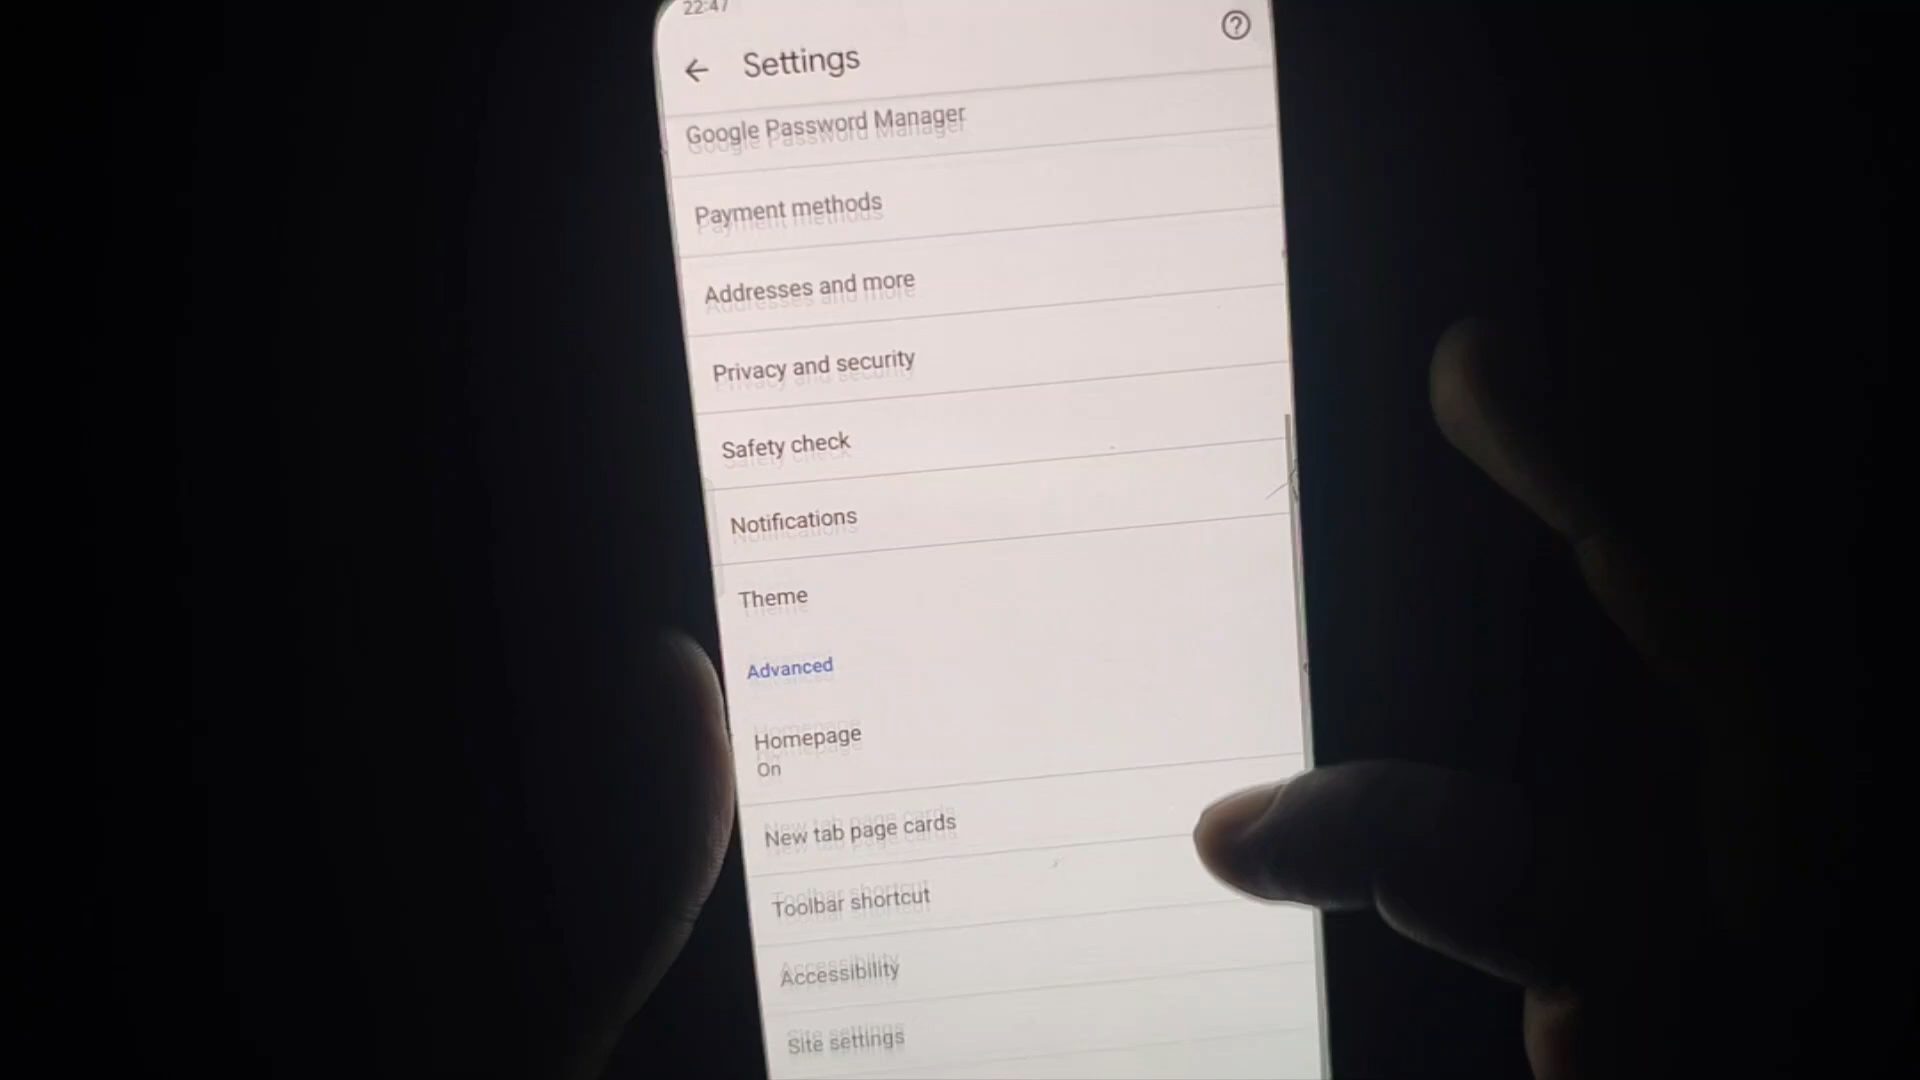 22:47
Settings
Google Password Manager
Payment methods
Addresses and more
Privacy and security
Safety check
Notifications
Theme
Advanced
Homepage
On
New tab page cards
Toolbar shortcut
Accessibility
Site settings